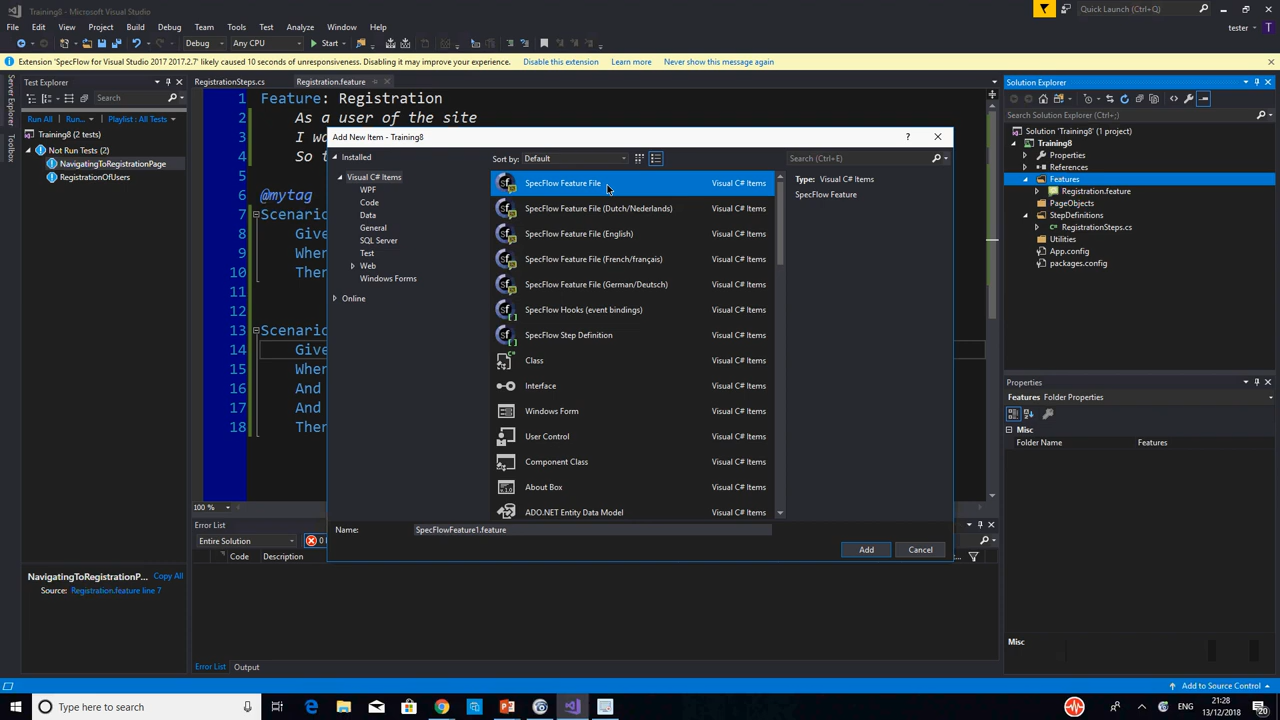 Training8 - Microsoft Visual Studio
Quick Launch (Ctrl+Q)
File Edit View Project Build Debug Team Tools Test Analyze Window Help
tester T
Debug Any CPU Start
Extension 'SpecFlow for Visual Studio 2017 2017.2.7' likely caused 10 seconds of unresponsiveness. Disabling it may improve your experience. Disable this extension Learn more Never show this message again
Server Explorer
Toolbox
Test Explorer
Search
Run All Run... Playlist : All Tests
Training8 (2 tests)
Not Run Tests (2)
NavigatingToRegistrationPage
RegistrationOfUsers
NavigatingToRegistrationP... Copy All
Source: Registration.feature line 7
RegistrationSteps.cs Registration.feature
1 Feature: Registration
2 As a user of the site
3 I wo
4 So t
5
6 @mytag
7 Scenario
8 Give
9 When
10 Then
11
12
13 Scenario
14 Give
15 When
16 And
17 And
18 Then
100 %
Add New Item - Training8
Installed
Visual C# Items
WPF
Code
Data
General
SQL Server
Test
Web
Windows Forms
Online
Sort by: Default
SpecFlow Feature File Visual C# Items
SpecFlow Feature File (Dutch/Nederlands) Visual C# Items
SpecFlow Feature File (English) Visual C# Items
SpecFlow Feature File (French/français) Visual C# Items
SpecFlow Feature File (German/Deutsch) Visual C# Items
SpecFlow Hooks (event bindings) Visual C# Items
SpecFlow Step Definition Visual C# Items
Class Visual C# Items
Interface Visual C# Items
Windows Form Visual C# Items
User Control Visual C# Items
Component Class Visual C# Items
About Box Visual C# Items
ADO.NET Entity Data Model Visual C# Items
Search (Ctrl+E)
Type: Visual C# Items
SpecFlow Feature
Name: SpecFlowFeature1.feature
Add Cancel
Error List
Entire Solution 0
Code Description
Error List Output
Solution Explorer
Search Solution Explorer (Ctrl+;)
Solution 'Training8' (1 project)
Training8
Properties
References
Features
Registration.feature
PageObjects
StepDefinitions
RegistrationSteps.cs
Utilities
App.config
packages.config
Properties
Features Folder Properties
Misc
Folder Name Features
Misc
Add to Source Control
Type here to search
ENG
21:28
13/12/2018
20